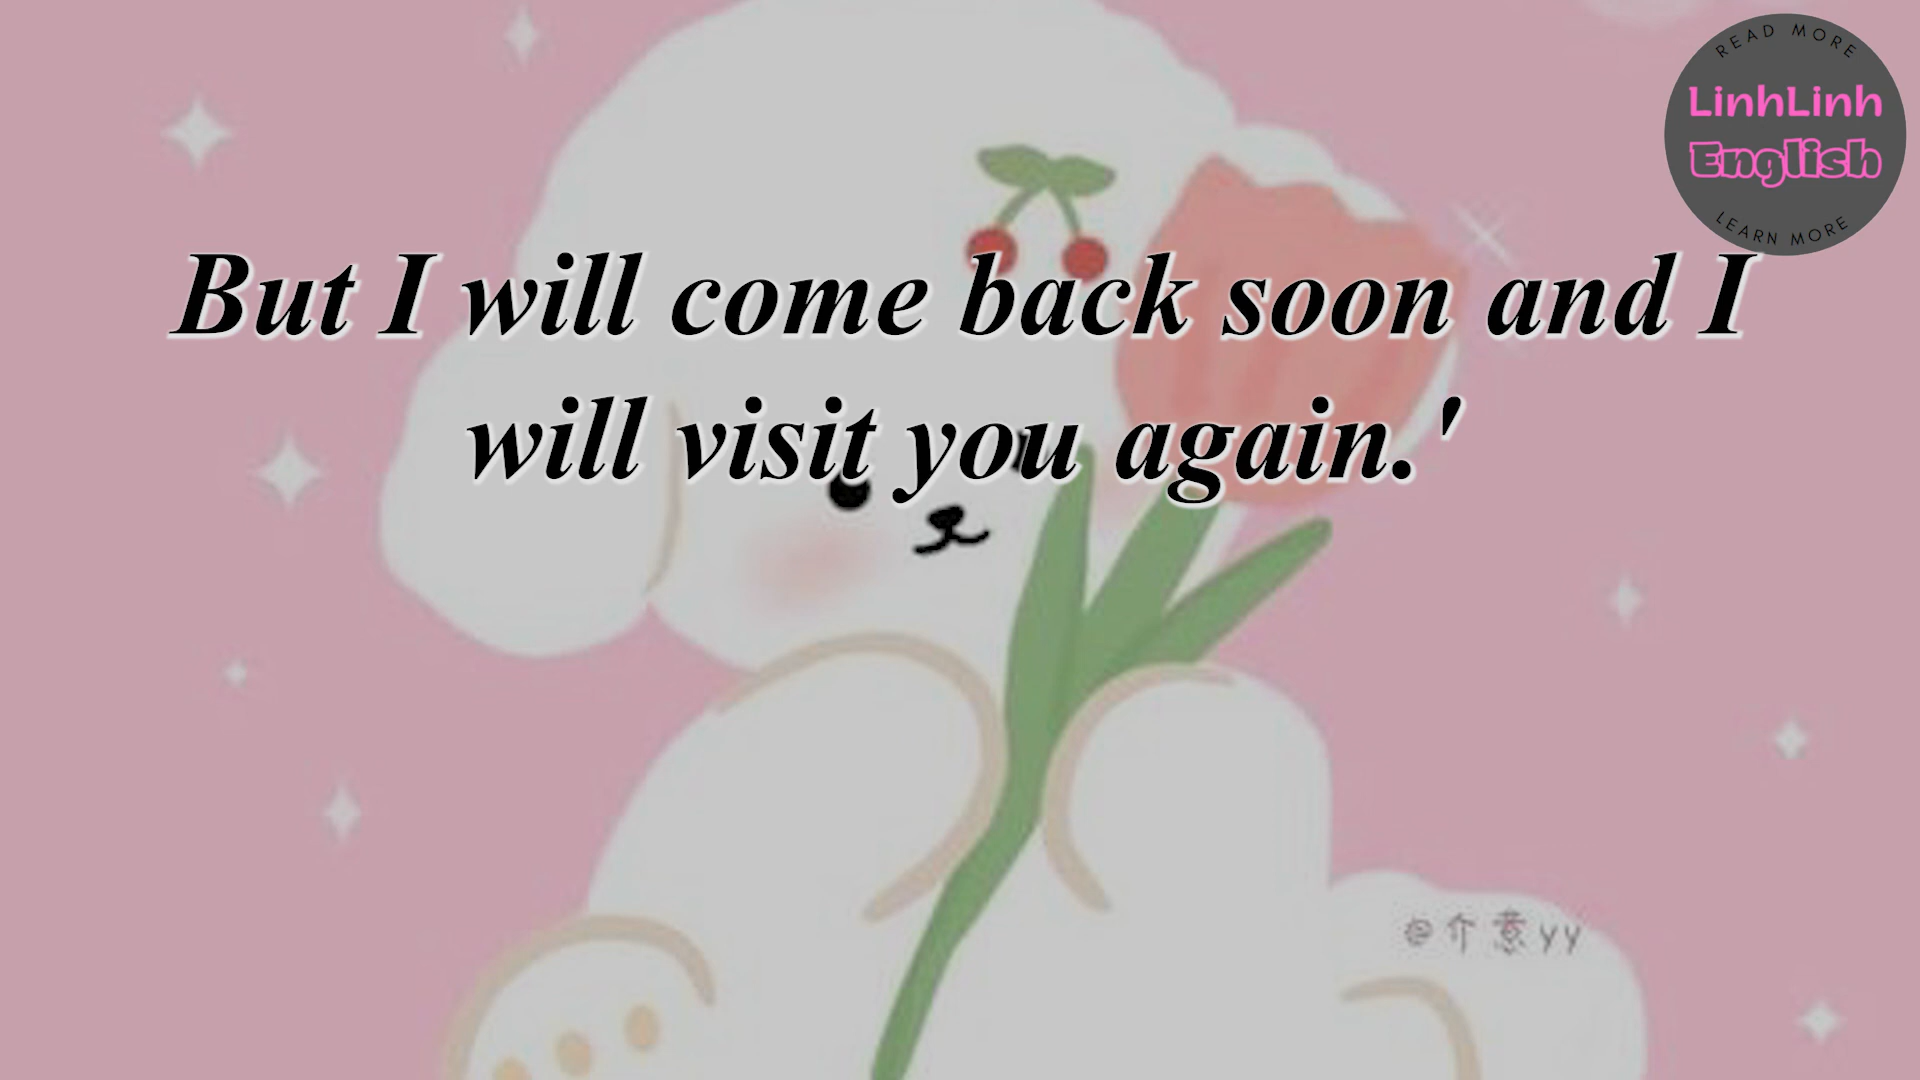 READ MORE
LinhLinh
English
LEARN MORE
But I will come back soon and I
will visit you again.'
@介意yy